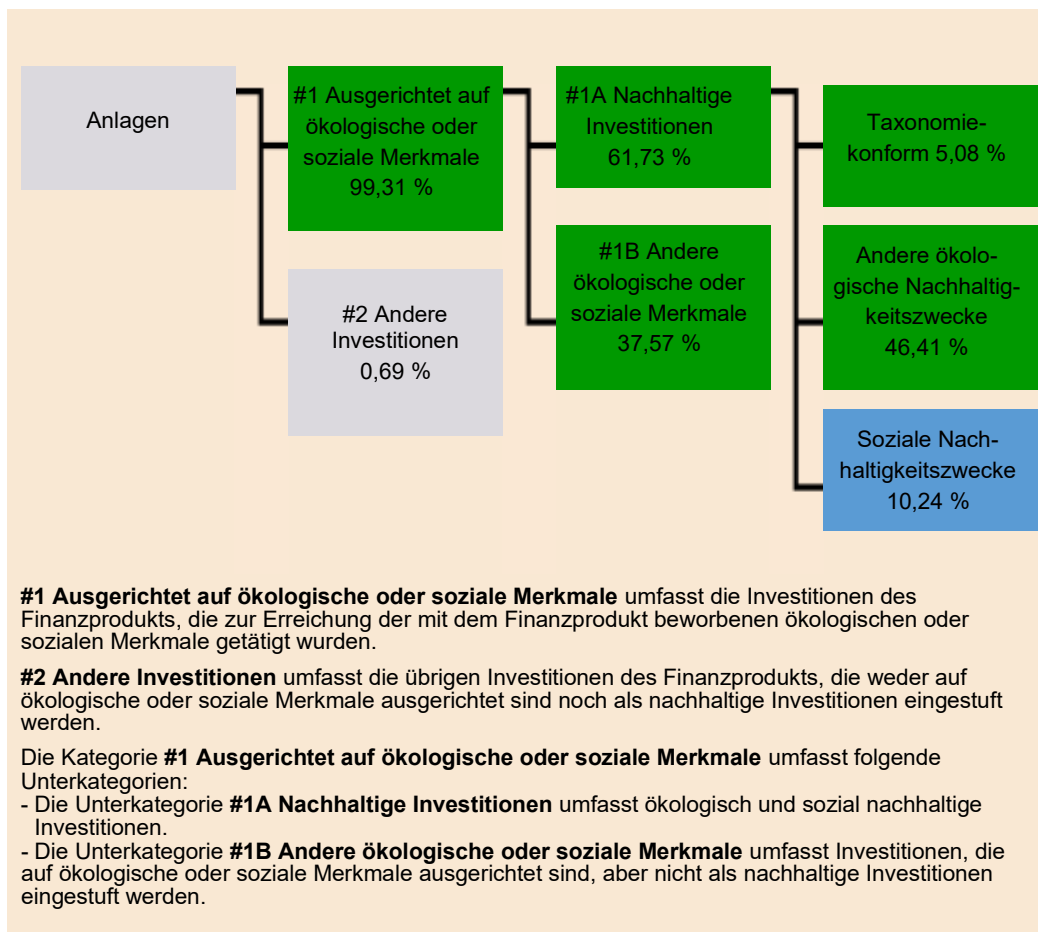 Anlagen
#1 Ausgerichtet auf
ökologische oder
soziale Merkmale
99,31 %
#2 Andere
Investitionen
0,69 %
#1A Nachhaltige
Investitionen
61,73 %
#1B Andere
ökologische oder
soziale Merkmale
37,57 %
Taxonomie-
konform 5,08 %
Andere ökolo-
gische Nachhaltig-
keitszwecke
46,41 %
Soziale Nach-
haltigkeitszwecke
10,24 %
#1 Ausgerichtet auf ökologische oder soziale Merkmale umfasst die Investitionen des
Finanzprodukts, die zur Erreichung der mit dem Finanzprodukt beworbenen ökologischen oder
sozialen Merkmale getätigt wurden.
#2 Andere Investitionen umfasst die übrigen Investitionen des Finanzprodukts, die weder auf
ökologische oder soziale Merkmale ausgerichtet sind noch als nachhaltige Investitionen eingestuft
werden.
Die Kategorie #1 Ausgerichtet auf ökologische oder soziale Merkmale umfasst folgende
Unterkategorien:
- Die Unterkategorie #1A Nachhaltige Investitionen umfasst ökologisch und sozial nachhaltige
Investitionen.
- Die Unterkategorie #1B Andere ökologische oder soziale Merkmale umfasst Investitionen, die
auf ökologische oder soziale Merkmale ausgerichtet sind, aber nicht als nachhaltige Investitionen
eingestuft werden.